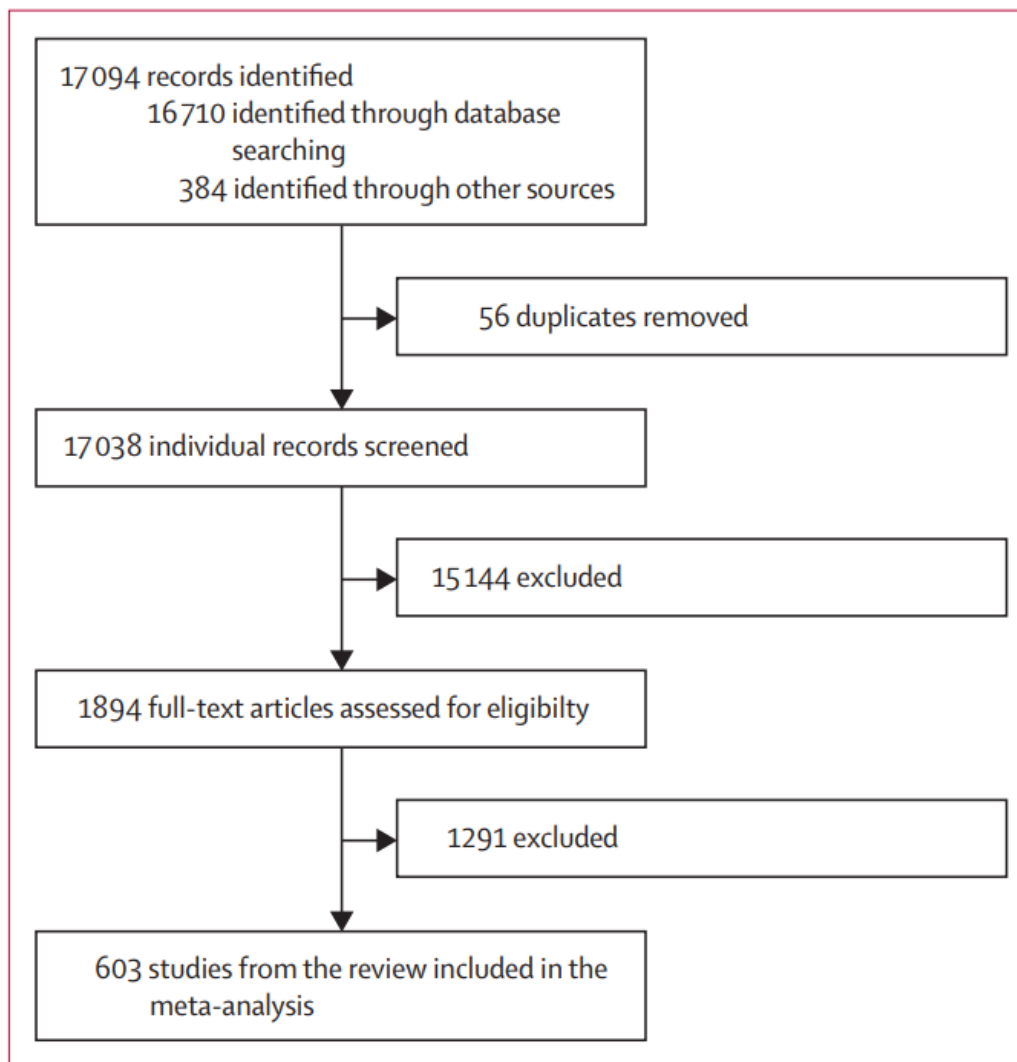 17 094 records identified
16 710 identified through database
searching
384 identified through other sources
56 duplicates removed
17 038 individual records screened
15 144 excluded
1894 full-text articles assessed for eligibilty
1291 excluded
603 studies from the review included in the
meta-analysis